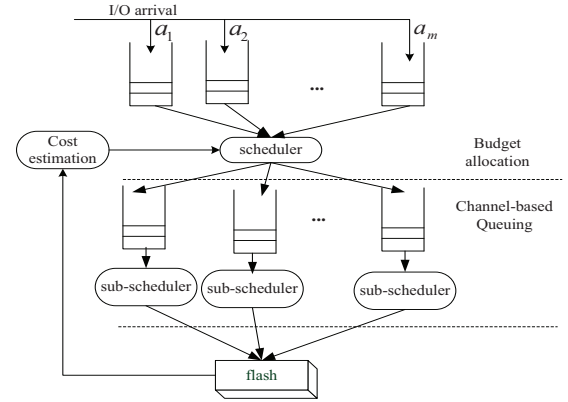 I/O arrival
a1 a2 am
...
Cost
estimation
scheduler
Budget
allocation
Channel-based
Queuing
...
sub-scheduler sub-scheduler sub-scheduler
flash